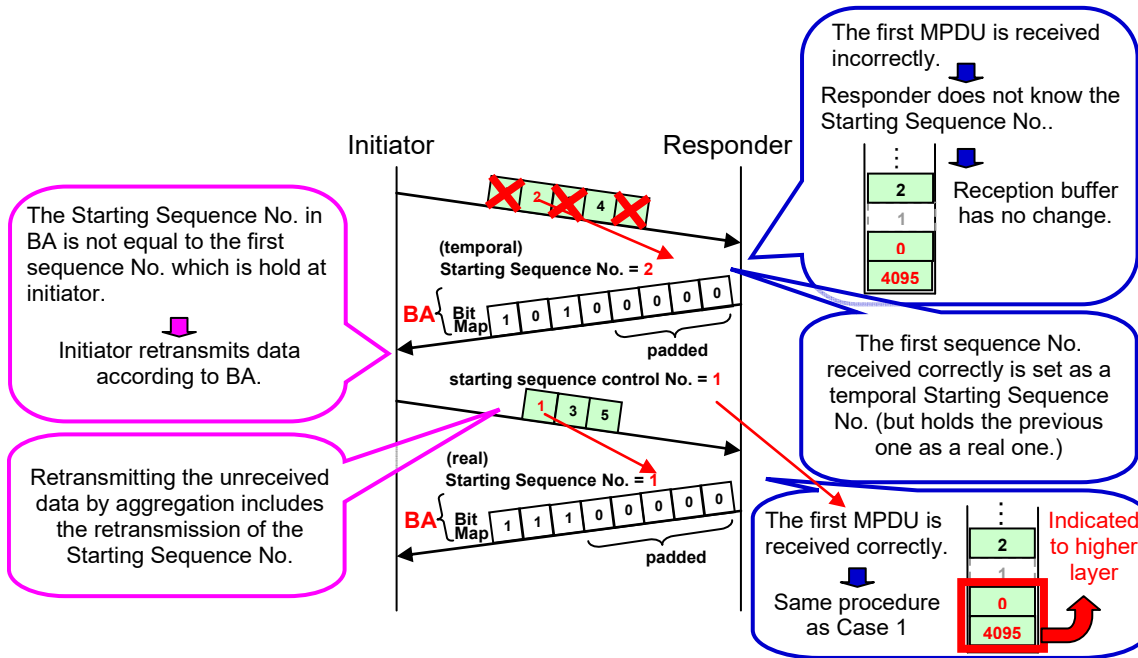 The first MPDU is received
incorrectly.
Responder does not know the
Starting Sequence No..
⋮
2
1
0
4095
Reception buffer
has no change.
Initiator
Responder
The Starting Sequence No. in
BA is not equal to the first
sequence No. which is hold at
initiator.
Initiator retransmits data
according to BA.
2
4
(temporal)
Starting Sequence No. = 2
BA { Bit Map
1 0 1 0 0 0 0 0
padded
The first sequence No.
received correctly is set as a
temporal Starting Sequence
No. (but holds the previous
one as a real one.)
starting sequence control No. = 1
1 3 5
Retransmitting the unreceived
data by aggregation includes
the retransmission of the
Starting Sequence No.
(real)
Starting Sequence No. = 1
BA { Bit Map
1 1 1 0 0 0 0 0
padded
The first MPDU is
received correctly.
Same procedure
as Case 1
⋮
2
1
0
4095
Indicated
to higher
layer